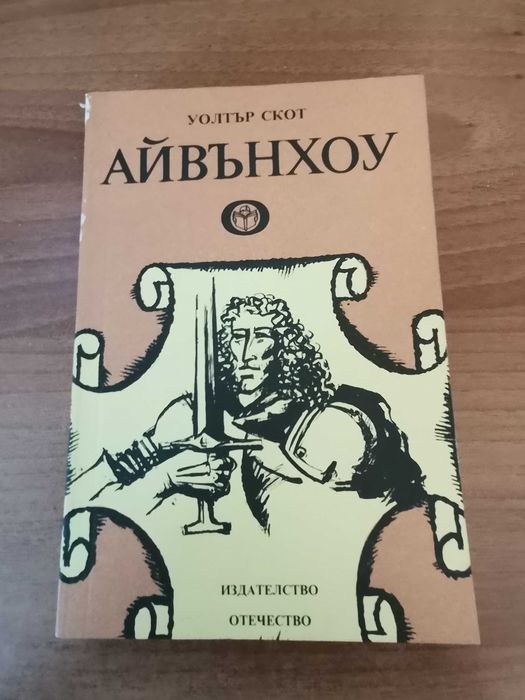 УОЛТЪР СКОТ
АЙВЪНХОУ
ИЗДАТЕЛСТВО
ОТЕЧЕСТВО